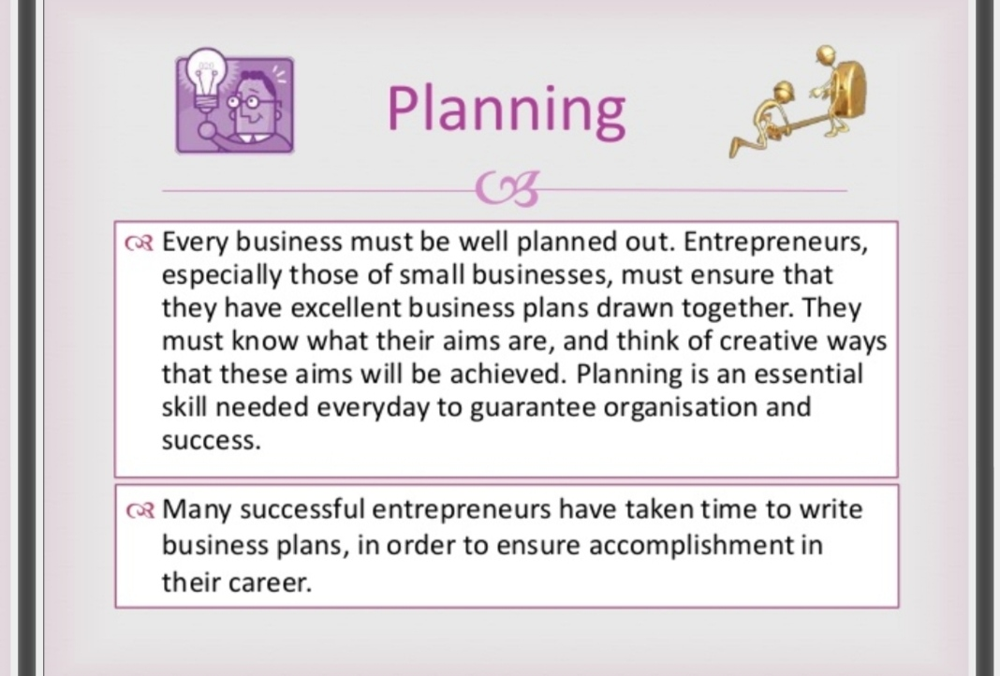 Planning
Every business must be well planned out. Entrepreneurs,
especially those of small businesses, must ensure that
they have excellent business plans drawn together. They
must know what their aims are, and think of creative ways
that these aims will be achieved. Planning is an essential
skill needed everyday to guarantee organisation and
success.
Many successful entrepreneurs have taken time to write
business plans, in order to ensure accomplishment in
their career.